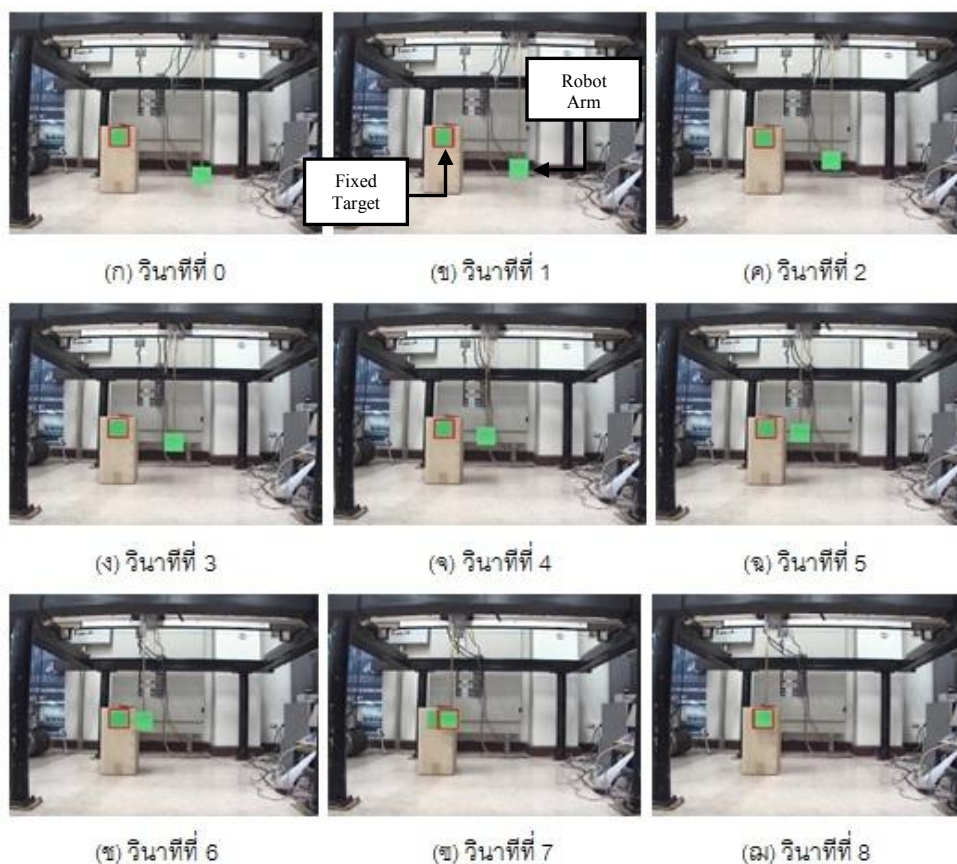 Robot
Arm
Fixed
Target
(ก) วินาทีที่ 0
(ข) วินาทีที่ 1
(ค) วินาทีที่ 2
(ง) วินาทีที่ 3
(จ) วินาทีที่ 4
(ฉ) วินาทีที่ 5
(ช) วินาทีที่ 6
(ซ) วินาทีที่ 7
(ฌ) วินาทีที่ 8